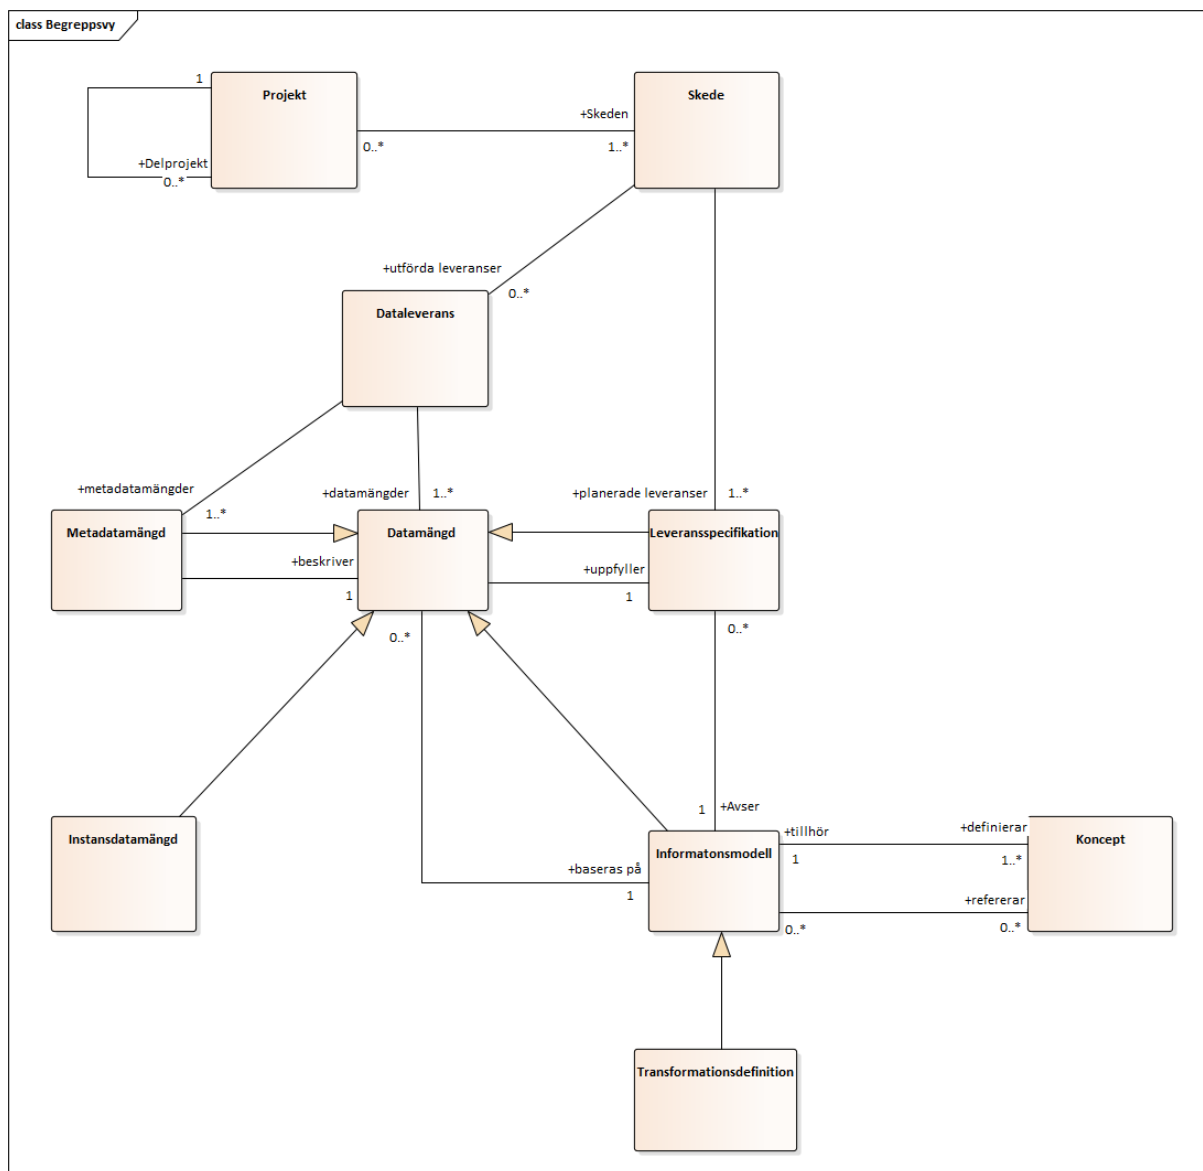 class Begreppsvy
1
Projekt
Skede
+Skeden
0..*
1..*
+Delprojekt
0..*
+utförda leveranser
0..*
Dataleverans
+metadatamängder
1..*
+datamängder
1..*
+planerade leveranser
1..*
Metadatamängd
Datamängd
Leveransspecifikation
+beskriver
1
+uppfyller
1
0..*
0..*
1
+Avser
Instansdatamängd
Informatonsmodell
Koncept
+tillhör
1
+definierar
1..*
+baseras på
1
+refererar
0..*
0..*
Transformationsdefinition